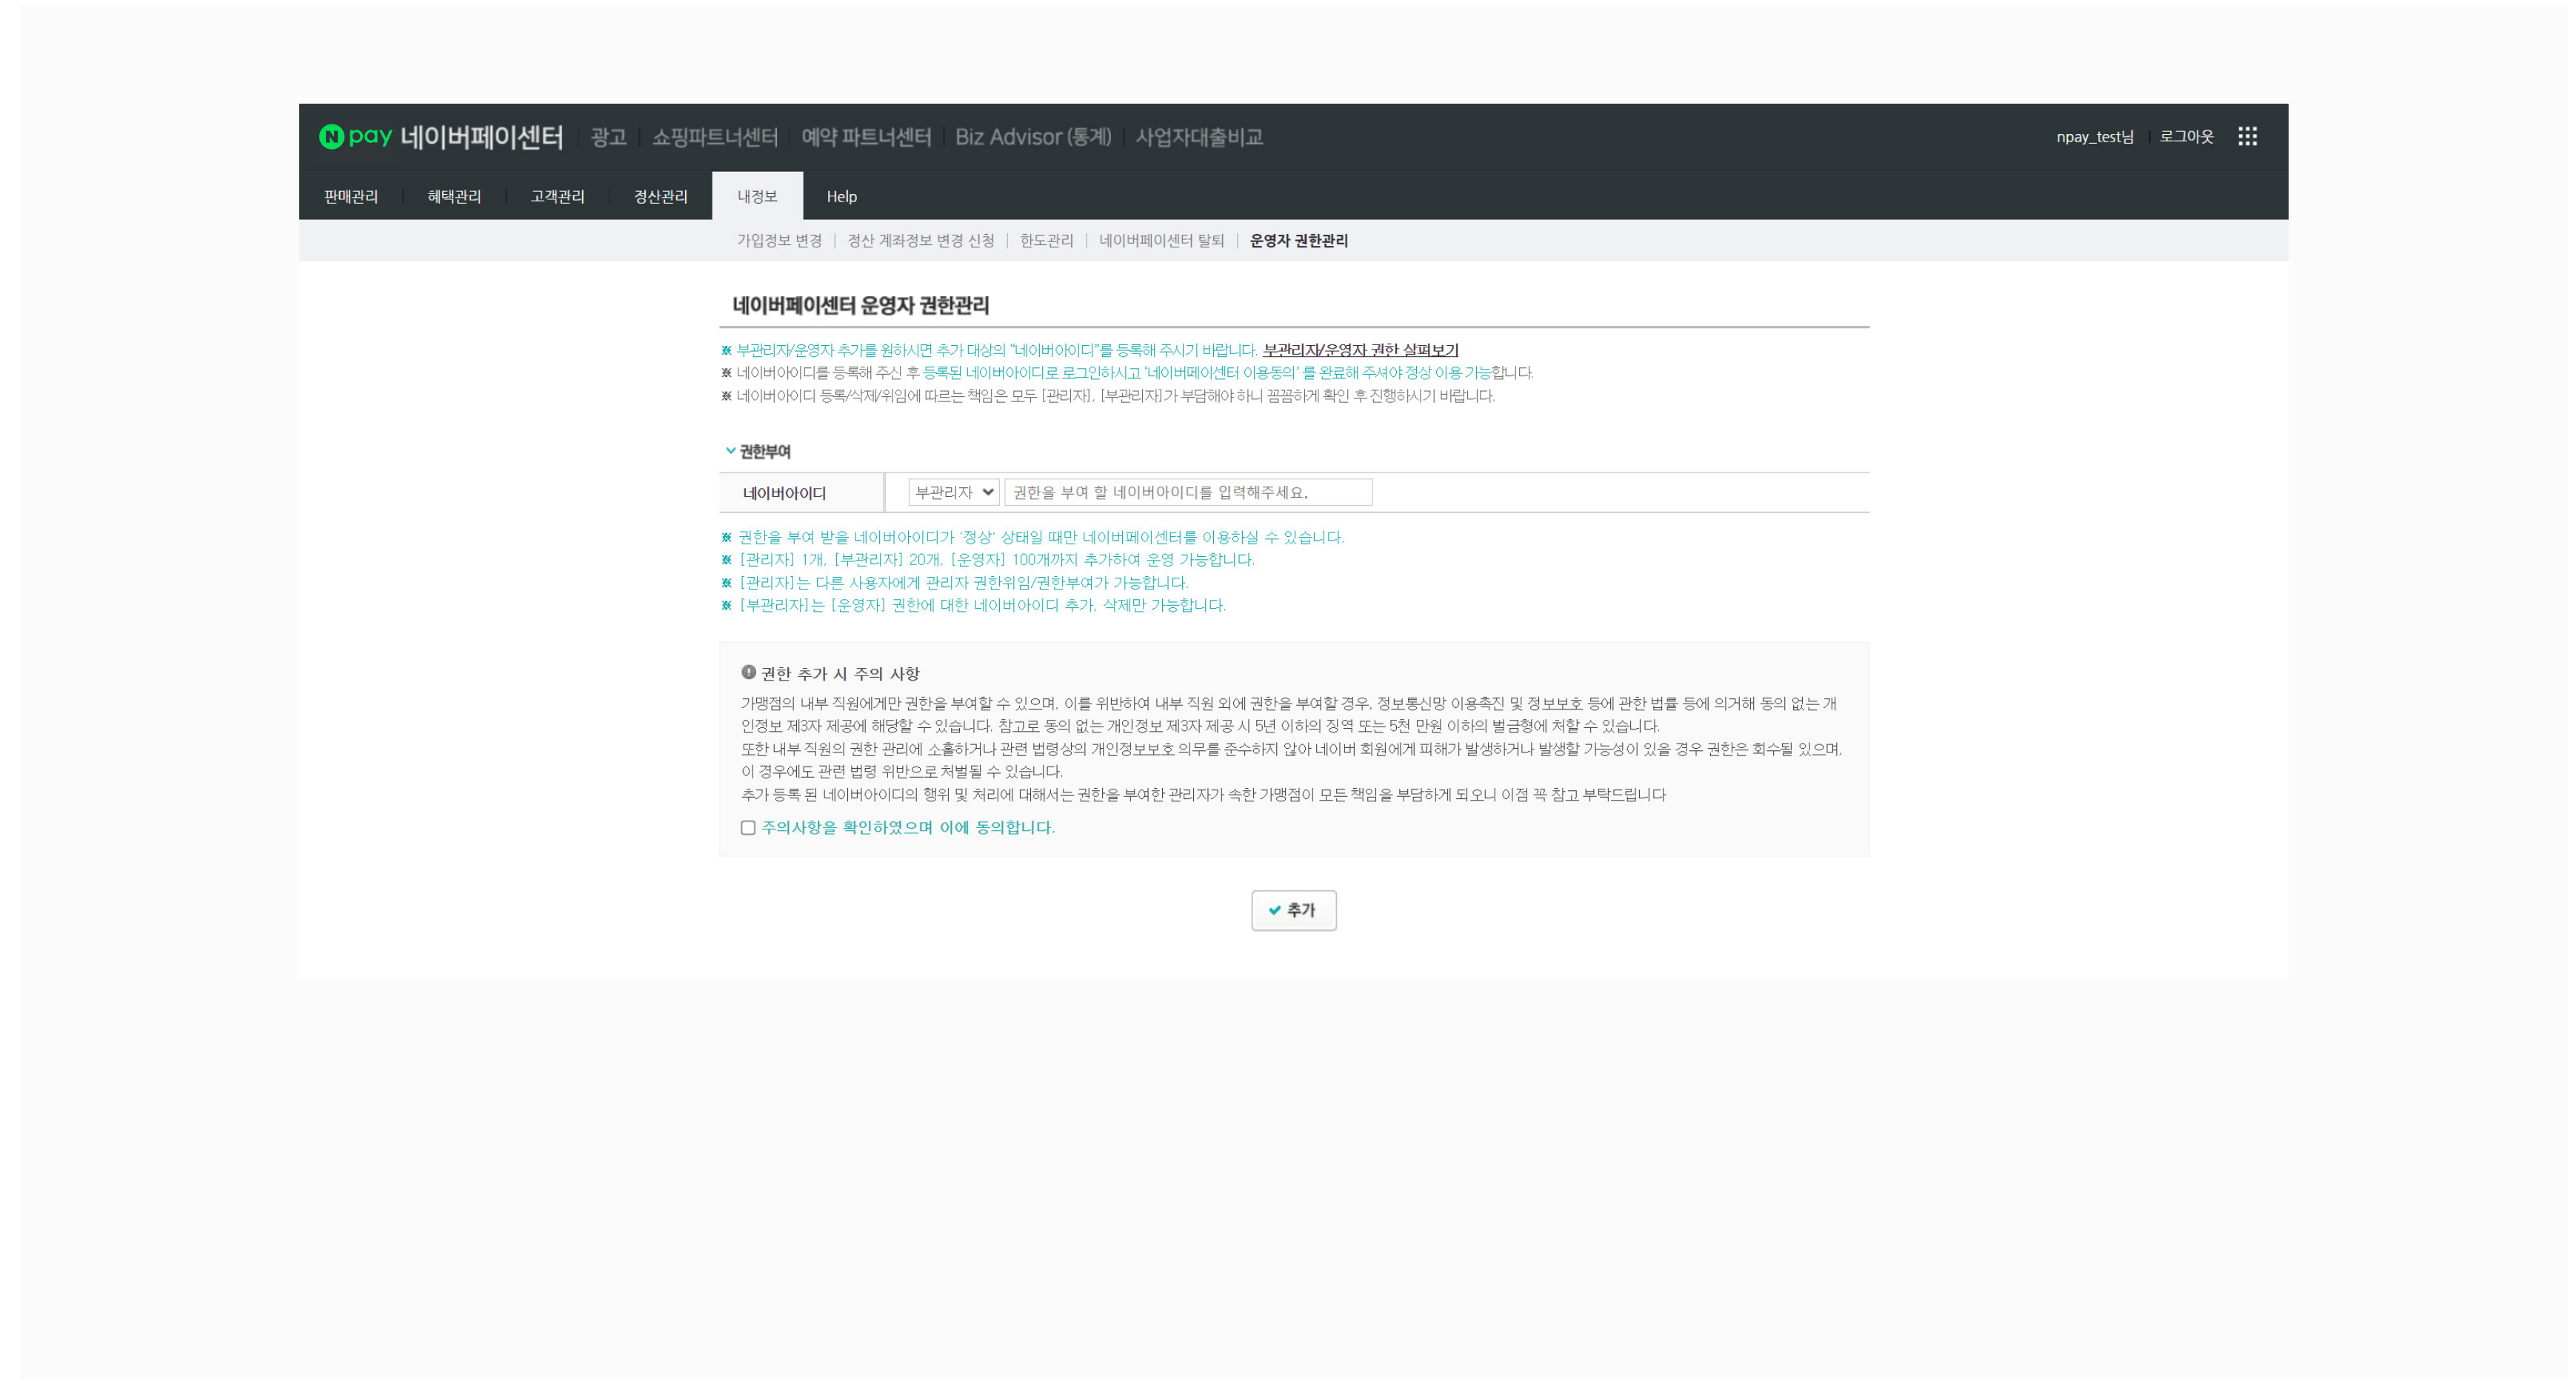 N pay 네이버페이센터 광고 쇼핑파트너센터 예약 파트너센터 Biz Advisor (통계) 사업자대출비교 npay_test님 로그아웃
판매관리 혜택관리 고객관리 정산관리 내정보 Help
가입정보 변경 정산 계좌정보 변경 신청 한도관리 네이버페이센터 탈퇴 운영자 권한관리
네이버페이센터 운영자 권한관리
※ 부관리자/운영자 추가를 원하시면 추가 대상의 "네이버아이디"를 등록해 주시기 바랍니다. 부관리자/운영자 권한 살펴보기
※ 네이버아이디를 등록해 주신 후 등록된 네이버아이디로 로그인하시고 '네이버페이센터 이용동의' 를 완료해 주셔야 정상 이용 가능합니다.
※ 네이버아이디 등록/삭제/위임에 따르는 책임은 모두 [관리자], [부관리자]가 부담해야 하니 꼼꼼하게 확인 후 진행하시기 바랍니다.
권한부여
네이버아이디 부관리자 권한을 부여 할 네이버아이디를 입력해주세요.
※ 권한을 부여 받을 네이버아이디가 '정상' 상태일 때만 네이버페이센터를 이용하실 수 있습니다.
※ [관리자] 1개, [부관리자] 20개, [운영자] 100개까지 추가하여 운영 가능합니다.
※ [관리자]는 다른 사용자에게 관리자 권한위임/권한부여가 가능합니다.
※ [부관리자]는 [운영자] 권한에 대한 네이버아이디 추가, 삭제만 가능합니다.
권한 추가 시 주의 사항
가맹점의 내부 직원에게만 권한을 부여할 수 있으며, 이를 위반하여 내부 직원 외에 권한을 부여할 경우, 정보통신망 이용촉진 및 정보보호 등에 관한 법률 등에 의거해 동의 없는 개
인정보 제3자 제공에 해당할 수 있습니다. 참고로 동의 없는 개인정보 제3자 제공 시 5년 이하의 징역 또는 5천 만원 이하의 벌금형에 처할 수 있습니다.
또한 내부 직원의 권한 관리에 소홀하거나 관련 법령상의 개인정보보호 의무를 준수하지 않아 네이버 회원에게 피해가 발생하거나 발생할 가능성이 있을 경우 권한은 회수될 있으며,
이 경우에도 관련 법령 위반으로 처벌될 수 있습니다.
추가 등록 된 네이버아이디의 행위 및 처리에 대해서는 권한을 부여한 관리자가 속한 가맹점이 모든 책임을 부담하게 되오니 이점 꼭 참고 부탁드립니다
주의사항을 확인하였으며 이에 동의합니다.
추가